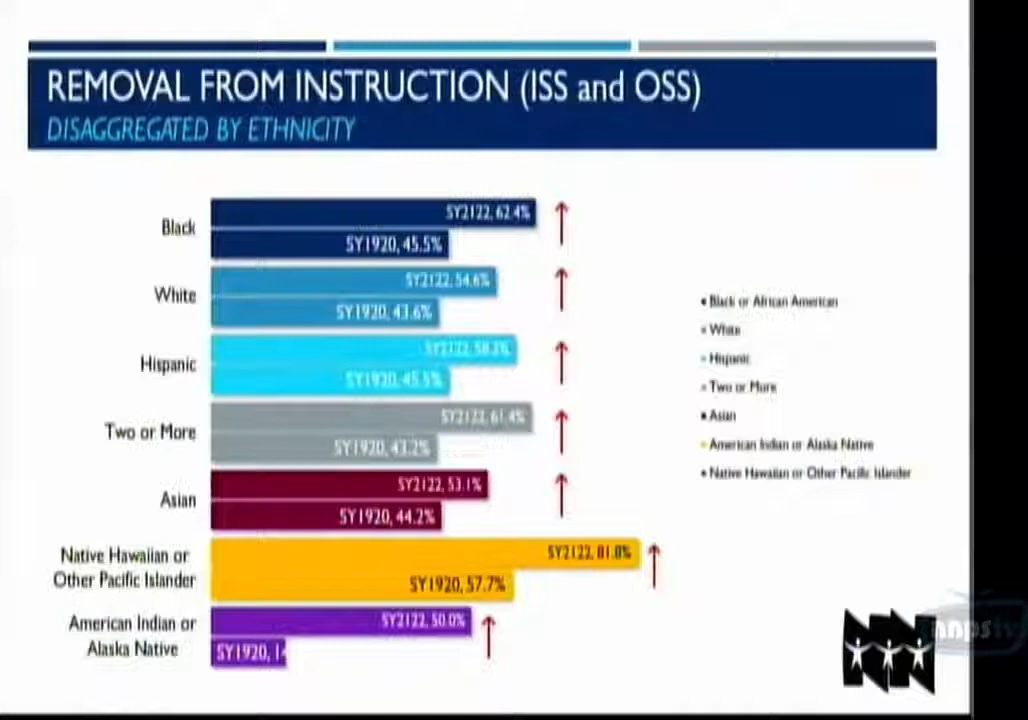 REMOVAL FROM INSTRUCTION (ISS and OSS)
DISAGGREGATED BY ETHNICITY
Black
SY2122, 62.4%
SY1920, 45.5%
White
SY2122, 54.6%
SY1920, 43.6%
Hispanic
SY2122,
SY1920, 45.5%
Two or More
SY2122, 61.4%
SY1920, 43.2%
Asian
SY2122, 53.1%
SY1920, 44.2%
Native Hawaiian or
Other Pacific Islander
SY2122, 81.8%
SY1920, 57.7%
American Indian or
Alaska Native
SY2122, 50.0%
SY1920,
Black or African American
White
Hispanic
Two or More
Asian
American Indian or Alaska Native
Native Hawaiian or Other Pacific Islander
NN
nnpstv